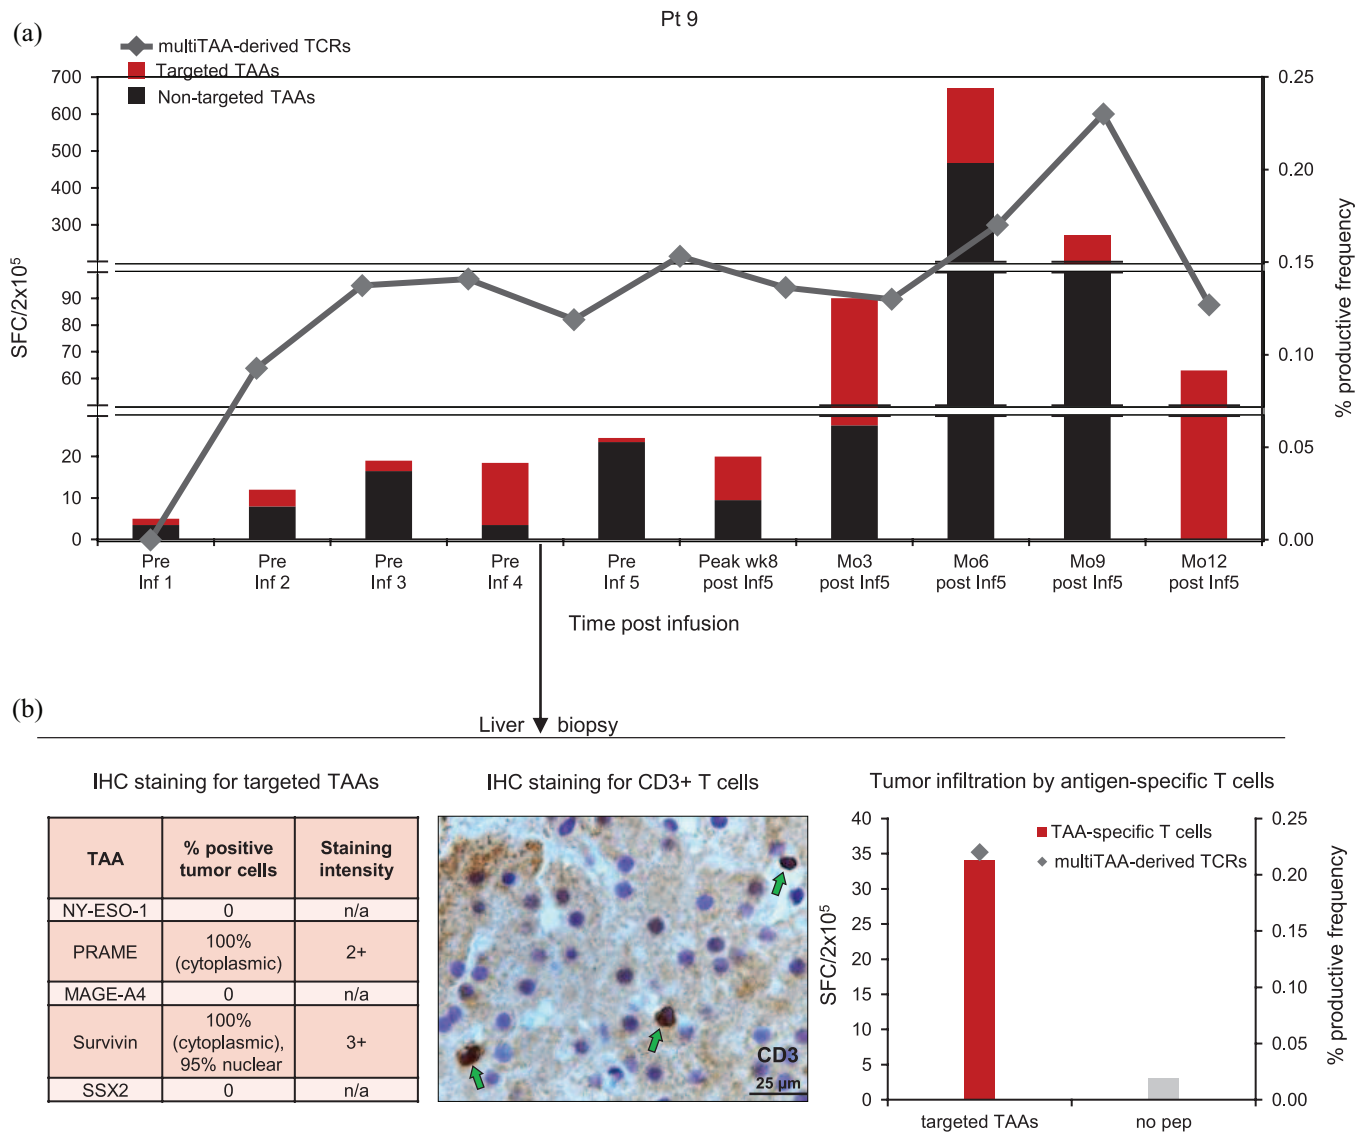 Pt 9
(a)
multiTAA-derived TCRs
Targeted TAAs
Non-targeted TAAs
700
600
500
400
300
90
80
70
60
20
10
0
SFC/2x10⁵
0.25
0.20
0.15
0.10
0.05
0.00
% productive frequency
Pre Inf 1
Pre Inf 2
Pre Inf 3
Pre Inf 4
Pre Inf 5
Peak wk8 post Inf5
Mo3 post Inf5
Mo6 post Inf5
Mo9 post Inf5
Mo12 post Inf5
Time post infusion
(b)
Liver biopsy
IHC staining for targeted TAAs
TAA % positive tumor cells Staining intensity
NY-ESO-1 0 n/a
PRAME 100% (cytoplasmic) 2+
MAGE-A4 0 n/a
Survivin 100% (cytoplasmic), 95% nuclear 3+
SSX2 0 n/a
IHC staining for CD3+ T cells
CD3
25 µm
Tumor infiltration by antigen-specific T cells
TAA-specific T cells
multiTAA-derived TCRs
40
35
30
25
20
15
10
5
0
SFC/2x10⁵
0.25
0.20
0.15
0.10
0.05
0.00
% productive frequency
targeted TAAs
no pep